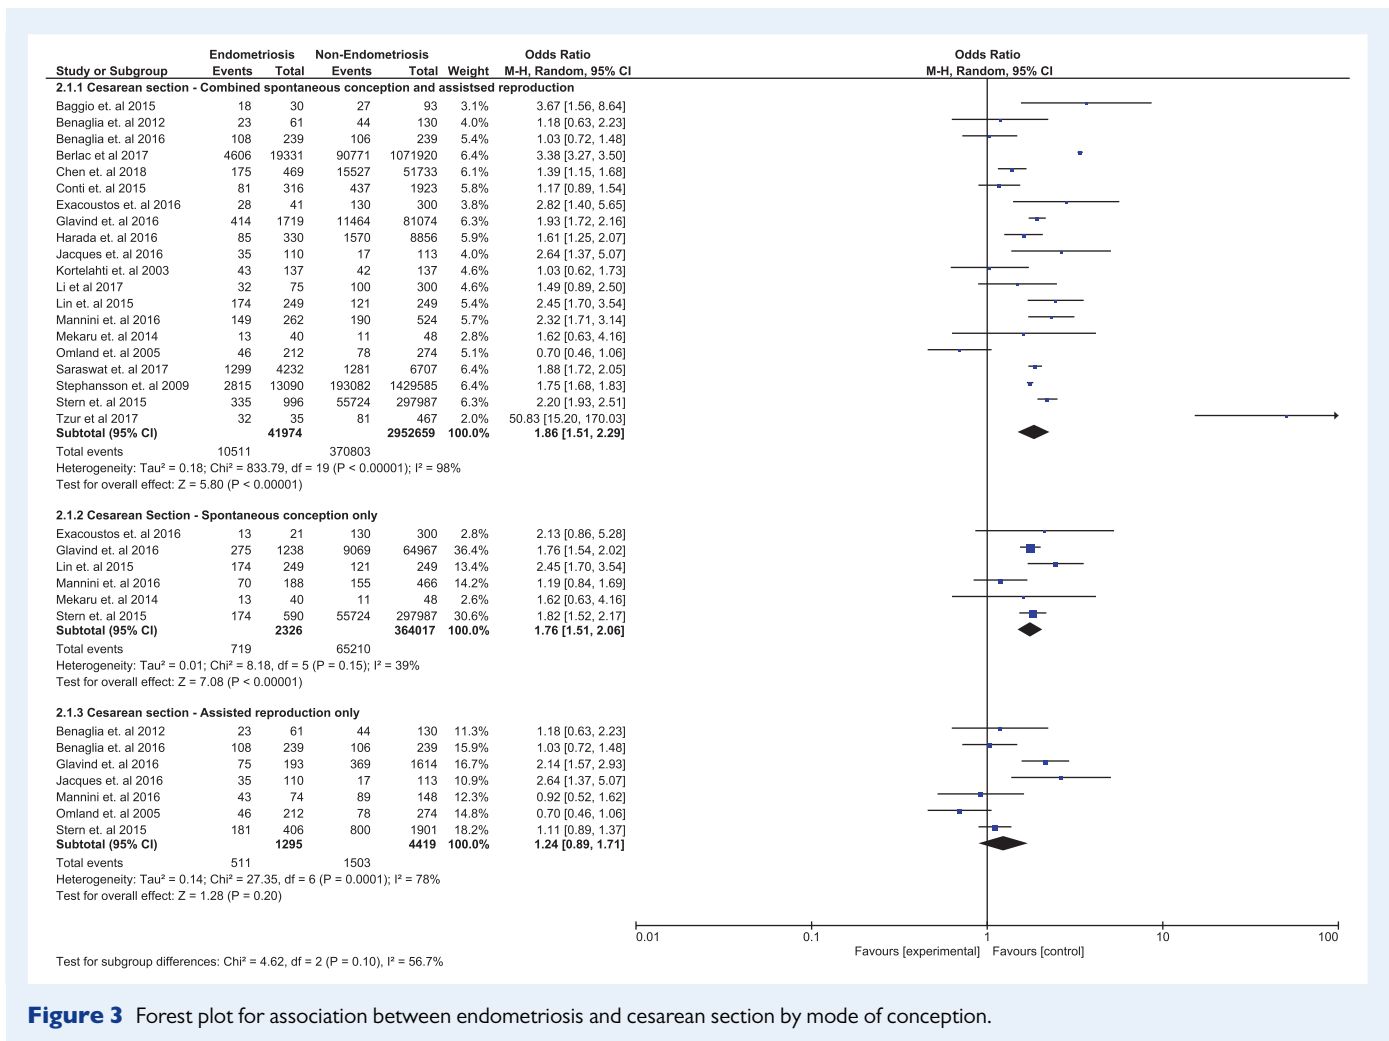 Endometriosis Non-Endometriosis Odds Ratio Odds Ratio
Study or Subgroup Events Total Events Total Weight M-H, Random, 95% CI M-H, Random, 95% CI
2.1.1 Cesarean section - Combined spontaneous conception and assistsed reproduction
Baggio et. al 2015 18 30 27 93 3.1% 3.67 [1.56, 8.64]
Benaglia et. al 2012 23 61 44 130 4.0% 1.18 [0.63, 2.23]
Benaglia et. al 2016 108 239 106 239 5.4% 1.03 [0.72, 1.48]
Berlac et al 2017 4606 19331 90771 1071920 6.4% 3.38 [3.27, 3.50]
Chen et. al 2018 175 469 15527 51733 6.1% 1.39 [1.15, 1.68]
Conti et. al 2015 81 316 437 1923 5.8% 1.17 [0.89, 1.54]
Exacoustos et. al 2016 28 41 130 300 3.8% 2.82 [1.40, 5.65]
Glavind et. al 2016 414 1719 11464 81074 6.3% 1.93 [1.72, 2.16]
Harada et. al 2016 85 330 1570 8856 5.9% 1.61 [1.25, 2.07]
Jacques et. al 2016 35 110 17 113 4.0% 2.64 [1.37, 5.07]
Kortelahti et. al 2003 43 137 42 137 4.6% 1.03 [0.62, 1.73]
Li et al 2017 32 75 100 300 4.6% 1.49 [0.89, 2.50]
Lin et. al 2015 174 249 121 249 5.4% 2.45 [1.70, 3.54]
Mannini et. al 2016 149 262 190 524 5.7% 2.32 [1.71, 3.14]
Mekaru et. al 2014 13 40 11 48 2.8% 1.62 [0.63, 4.16]
Omland et. al 2005 46 212 78 274 5.1% 0.70 [0.46, 1.06]
Saraswat et. al 2017 1299 4232 1281 6707 6.4% 1.88 [1.72, 2.05]
Stephansson et. al 2009 2815 13090 193082 1429585 6.4% 1.75 [1.68, 1.83]
Stern et. al 2015 335 996 55724 297987 6.3% 2.20 [1.93, 2.51]
Tzur et al 2017 32 35 81 467 2.0% 50.83 [15.20, 170.03]
Subtotal (95% CI) 41974 2952659 100.0% 1.86 [1.51, 2.29]
Total events 10511 370803
Heterogeneity: Tau² = 0.18; Chi² = 833.79, df = 19 (P < 0.00001); I² = 98%
Test for overall effect: Z = 5.80 (P < 0.00001)
2.1.2 Cesarean Section - Spontaneous conception only
Exacoustos et. al 2016 13 21 130 300 2.8% 2.13 [0.86, 5.28]
Glavind et. al 2016 275 1238 9069 64967 36.4% 1.76 [1.54, 2.02]
Lin et. al 2015 174 249 121 249 13.4% 2.45 [1.70, 3.54]
Mannini et. al 2016 70 188 155 466 14.2% 1.19 [0.84, 1.69]
Mekaru et. al 2014 13 40 11 48 2.6% 1.62 [0.63, 4.16]
Stern et. al 2015 174 590 55724 297987 30.6% 1.82 [1.52, 2.17]
Subtotal (95% CI) 2326 364017 100.0% 1.76 [1.51, 2.06]
Total events 719 65210
Heterogeneity: Tau² = 0.01; Chi² = 8.18, df = 5 (P = 0.15); I² = 39%
Test for overall effect: Z = 7.08 (P < 0.00001)
2.1.3 Cesarean section - Assisted reproduction only
Benaglia et. al 2012 23 61 44 130 11.3% 1.18 [0.63, 2.23]
Benaglia et. al 2016 108 239 106 239 15.9% 1.03 [0.72, 1.48]
Glavind et. al 2016 75 193 369 1614 16.7% 2.14 [1.57, 2.93]
Jacques et. al 2016 35 110 17 113 10.9% 2.64 [1.37, 5.07]
Mannini et. al 2016 43 74 89 148 12.3% 0.92 [0.52, 1.62]
Omland et. al 2005 46 212 78 274 14.8% 0.70 [0.46, 1.06]
Stern et. al 2015 181 406 800 1901 18.2% 1.11 [0.89, 1.37]
Subtotal (95% CI) 1295 4419 100.0% 1.24 [0.89, 1.71]
Total events 511 1503
Heterogeneity: Tau² = 0.14; Chi² = 27.35, df = 6 (P = 0.0001); I² = 78%
Test for overall effect: Z = 1.28 (P = 0.20)
0.01 0.1 1 10 100
Favours [experimental] Favours [control]
Test for subgroup differences: Chi² = 4.62, df = 2 (P = 0.10), I² = 56.7%
Figure 3 Forest plot for association between endometriosis and cesarean section by mode of conception.